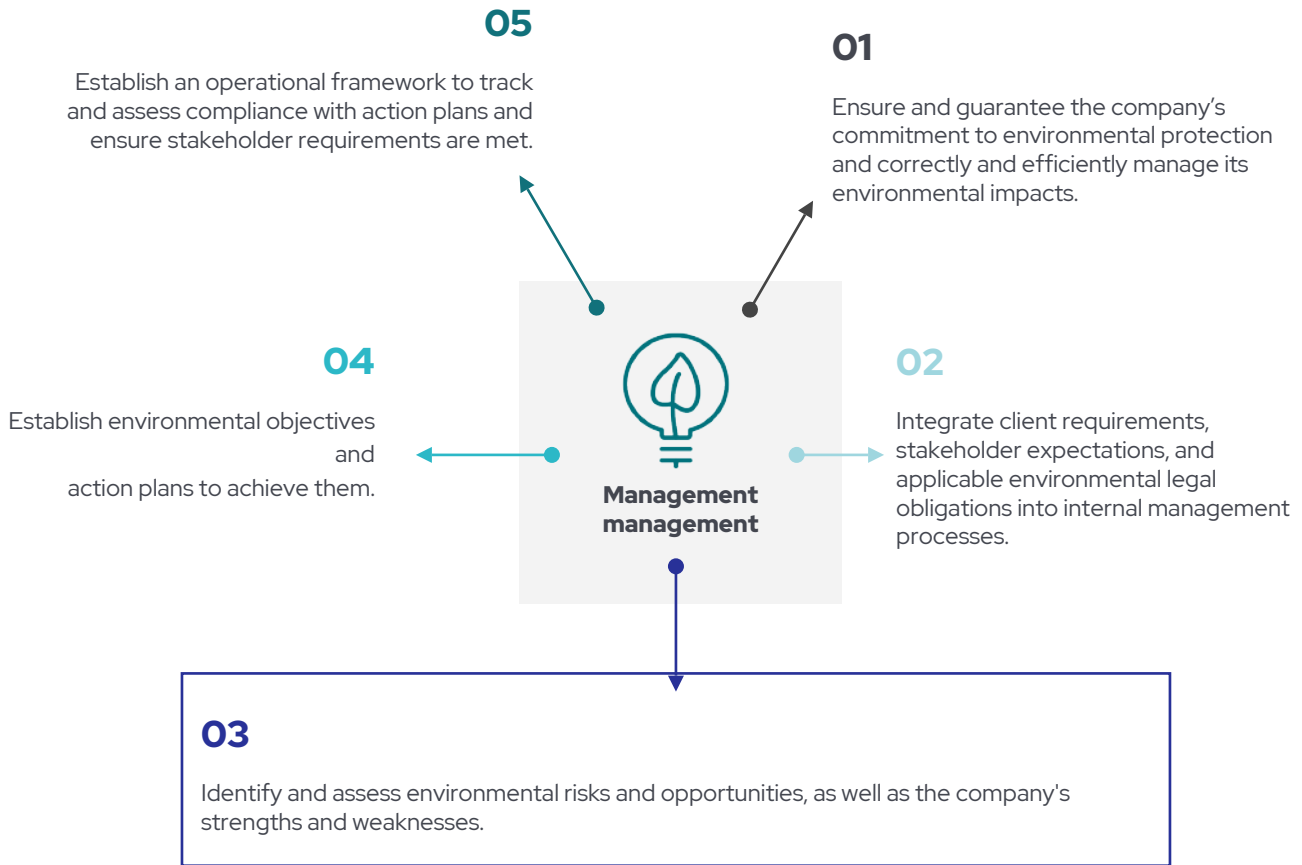 05
Establish an operational framework to track
and assess compliance with action plans and
ensure stakeholder requirements are met.
01
Ensure and guarantee the company’s
commitment to environmental protection
and correctly and efficiently manage its
environmental impacts.
04
Establish environmental objectives
and
action plans to achieve them.
Management
management
02
Integrate client requirements,
stakeholder expectations, and
applicable environmental legal
obligations into internal management
processes.
03
Identify and assess environmental risks and opportunities, as well as the company's
strengths and weaknesses.